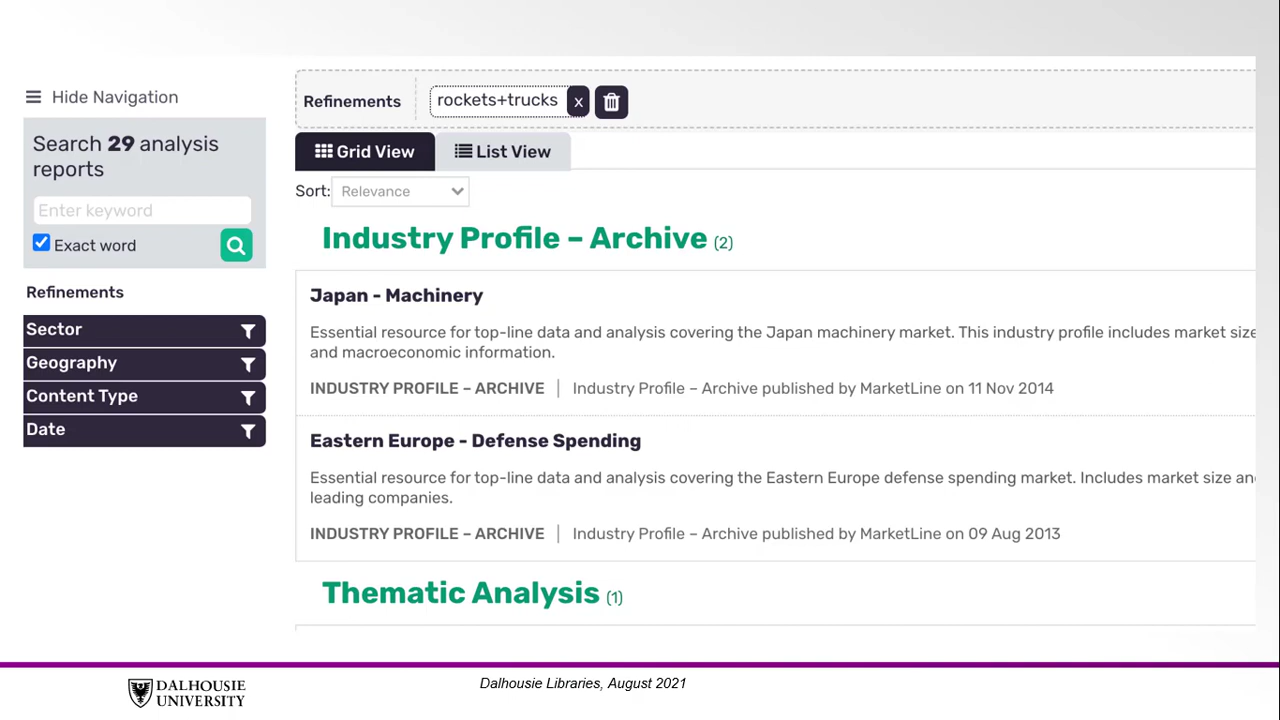 Hide Navigation
Search 29 analysis
reports
Enter keyword
Exact word
Refinements
Sector
Geography
Content Type
Date
Refinements
rockets+trucks x
Grid View
List View
Sort: Relevance
Industry Profile – Archive (2)
Japan - Machinery
Essential resource for top-line data and analysis covering the Japan machinery market. This industry profile includes market size
and macroeconomic information.
INDUSTRY PROFILE – ARCHIVE | Industry Profile – Archive published by MarketLine on 11 Nov 2014
Eastern Europe - Defense Spending
Essential resource for top-line data and analysis covering the Eastern Europe defense spending market. Includes market size an
leading companies.
INDUSTRY PROFILE – ARCHIVE | Industry Profile – Archive published by MarketLine on 09 Aug 2013
Thematic Analysis (1)
DALHOUSIE
UNIVERSITY
Dalhousie Libraries, August 2021